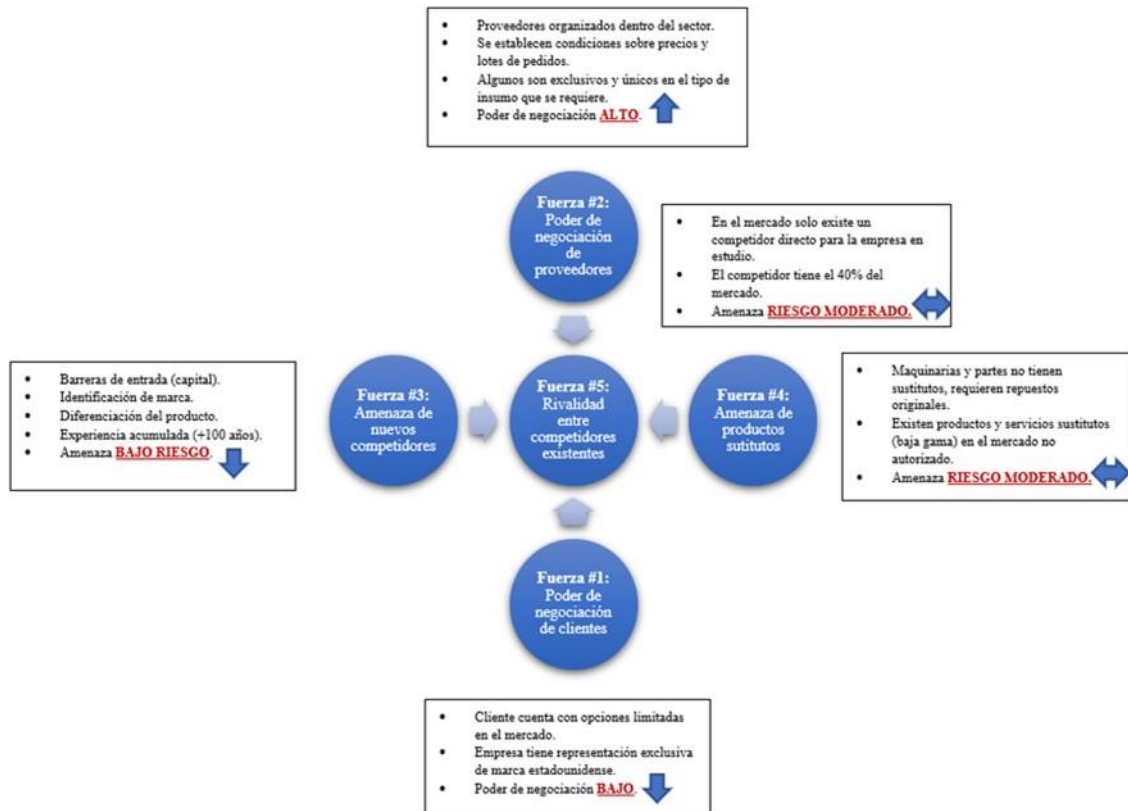 • Proveedores organizados dentro del sector.
• Se establecen condiciones sobre precios y
lotes de pedidos.
• Algunos son exclusivos y únicos en el tipo de
insumo que se requiere.
• Poder de negociación ALTO.
Fuerza #2:
Poder de
negociación
de
proveedores
• En el mercado solo existe un
competidor directo para la empresa en
estudio.
• El competidor tiene el 40% del
mercado.
• Amenaza RIESGO MODERADO.
• Barreras de entrada (capital).
• Identificación de marca.
• Diferenciación del producto.
• Experiencia acumulada (+100 años).
• Amenaza BAJO RIESGO.
Fuerza #3:
Amenaza de
nuevos
competidores
Fuerza #5:
Rivalidad
entre
competidores
existentes
Fuerza #4:
Amenaza de
productos
sutitutos
• Maquinarias y partes no tienen
sustitutos, requieren repuestos
originales.
• Existen productos y servicios sustitutos
(baja gama) en el mercado no
autorizado.
• Amenaza RIESGO MODERADO.
Fuerza #1:
Poder de
negociación
de clientes
• Cliente cuenta con opciones limitadas
en el mercado.
• Empresa tiene representación exclusiva
de marca estadounidense.
• Poder de negociación BAJO.